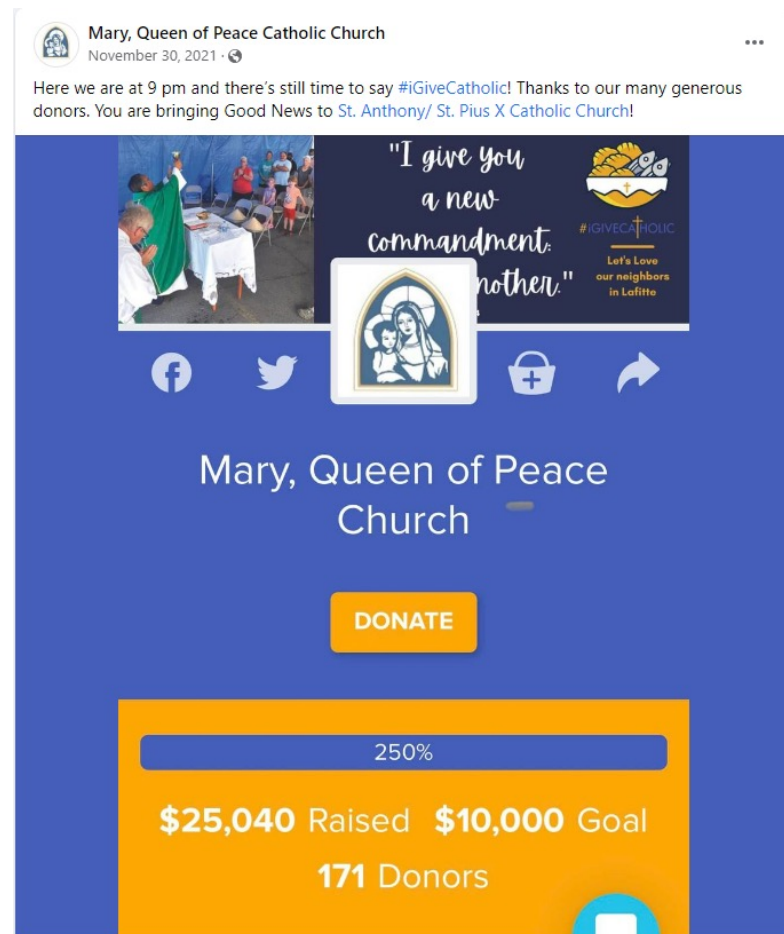 Mary, Queen of Peace Catholic Church
November 30, 2021 ·
Here we are at 9 pm and there's still time to say #iGiveCatholic! Thanks to our many generous
donors. You are bringing Good News to St. Anthony/ St. Pius X Catholic Church!
"I give you
a new
commandment:
nother."
#iGIVECATHOLIC
Let's Love
our neighbors
in Lafitte
Mary, Queen of Peace
Church
DONATE
250%
$25,040 Raised $10,000 Goal
171 Donors